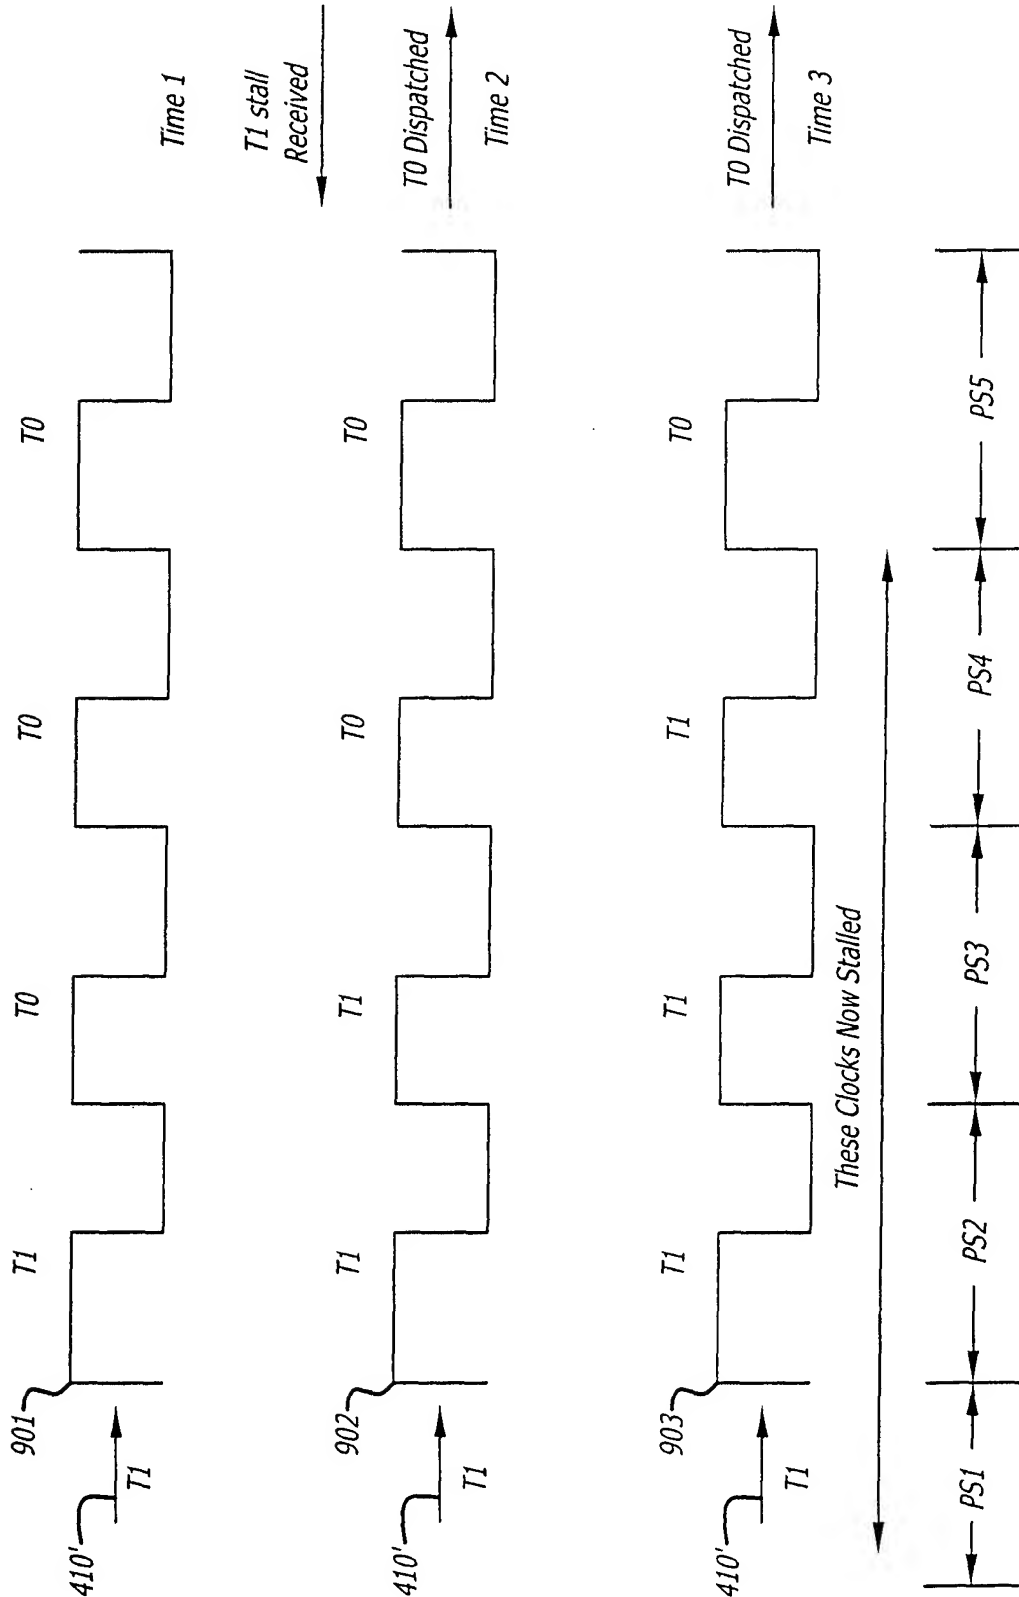 901
410'
T1
T1
T0
T0
T0
Time 1
T1 stall
Received
902
410'
T1
T1
T1
T0
T0
T0 Dispatched
Time 2
903
410'
T1
T1
T1
T1
T0
T0 Dispatched
Time 3
These Clocks Now Stalled
PS1
PS2
PS3
PS4
PS5